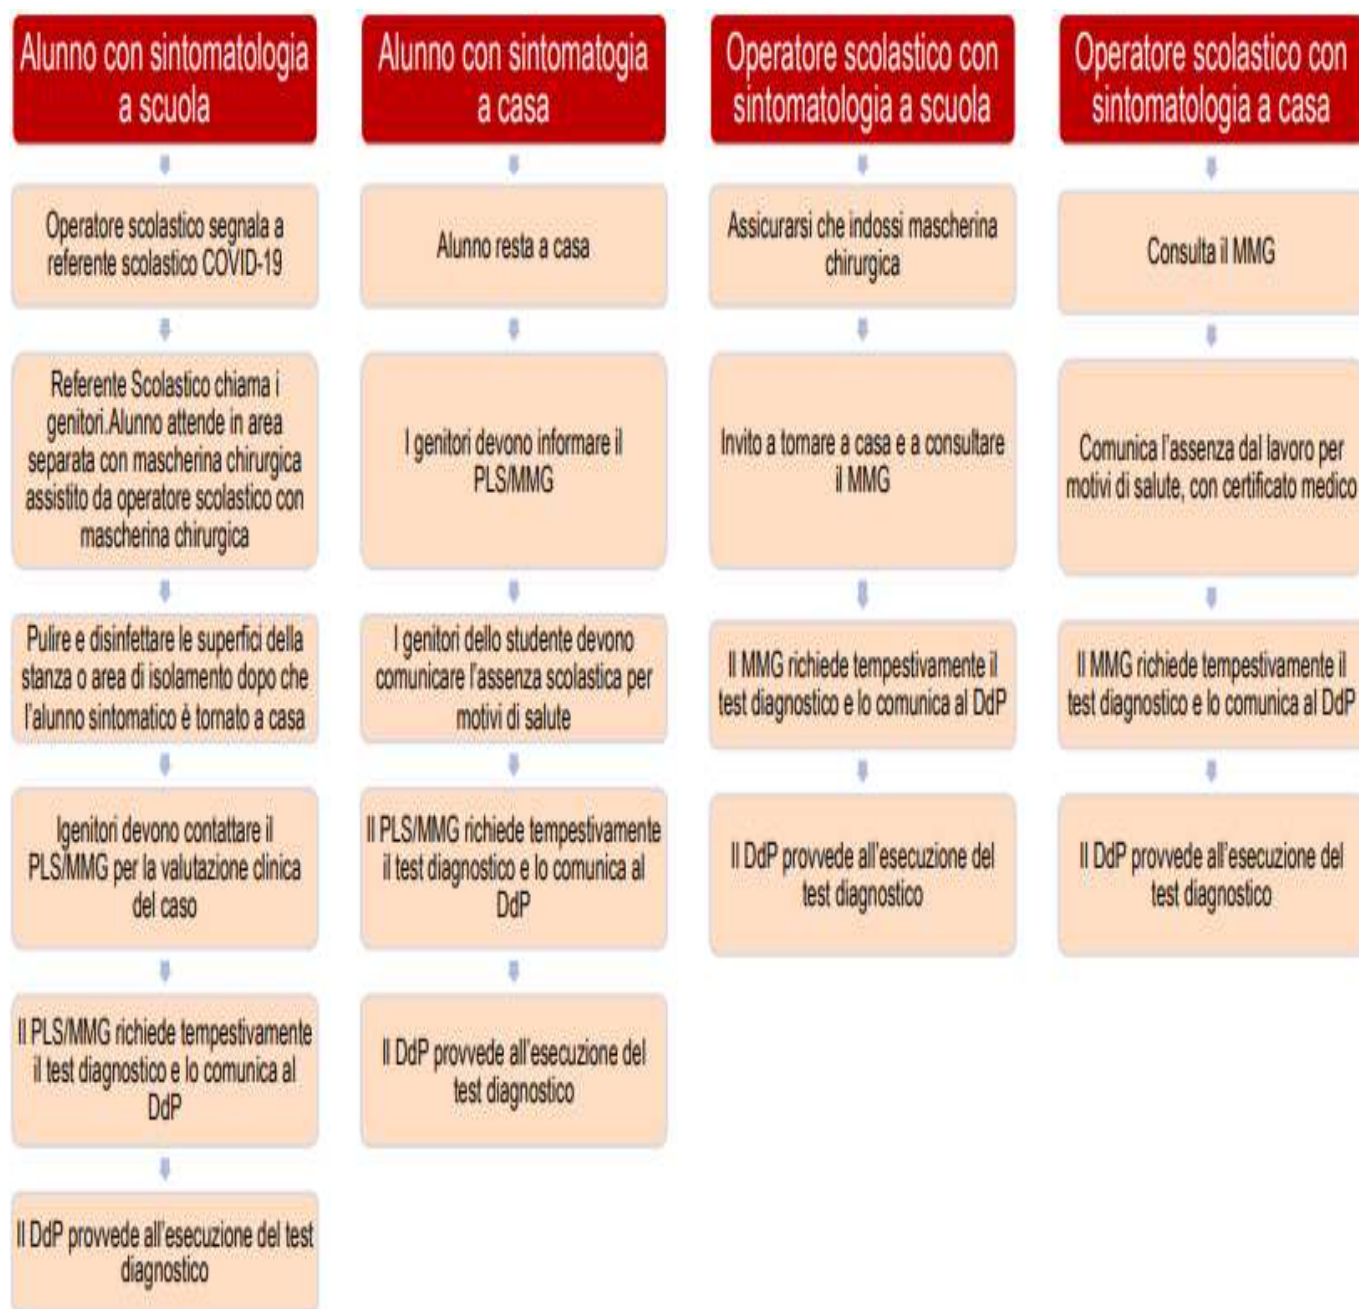 Alunno con sintomatologia
a scuola
Operatore scolastico segnala a
referente scolastico COVID-19
Referente Scolastico chiama i
genitori.Alunno attende in area
separata con mascherina chirurgica
assistito da operatore scolastico con
mascherina chirurgica
Pulire e disinfettare le superfici della
stanza o area di isolamento dopo che
l'alunno sintomatico è tornato a casa
Igenitori devono contattare il
PLS/MMG per la valutazione clinica
del caso
Il PLS/MMG richiede tempestivamente
il test diagnostico e lo comunica al
DdP
Il DdP provvede all'esecuzione del test
diagnostico
Alunno con sintomatogia
a casa
Alunno resta a casa
I genitori devono informare il
PLS/MMG
I genitori dello studente devono
comunicare l'assenza scolastica per
motivi di salute
Il PLS/MMG richiede tempestivamente
il test diagnostico e lo comunica al
DdP
Il DdP provvede all'esecuzione del
test diagnostico
Operatore scolastico con
sintomatologia a scuola
Assicurarsi che indossi mascherina
chirurgica
Invito a tornare a casa e a consultare
il MMG
Il MMG richiede tempestivamente il
test diagnostico e lo comunica al DdP
Il DdP provvede all'esecuzione del
test diagnostico
Operatore scolastico con
sintomatologia a casa
Consulta il MMG
Comunica l'assenza dal lavoro per
motivi di salute, con certificato medico
Il MMG richiede tempestivamente il
test diagnostico e lo comunica al DdP
Il DdP provvede all'esecuzione del
test diagnostico